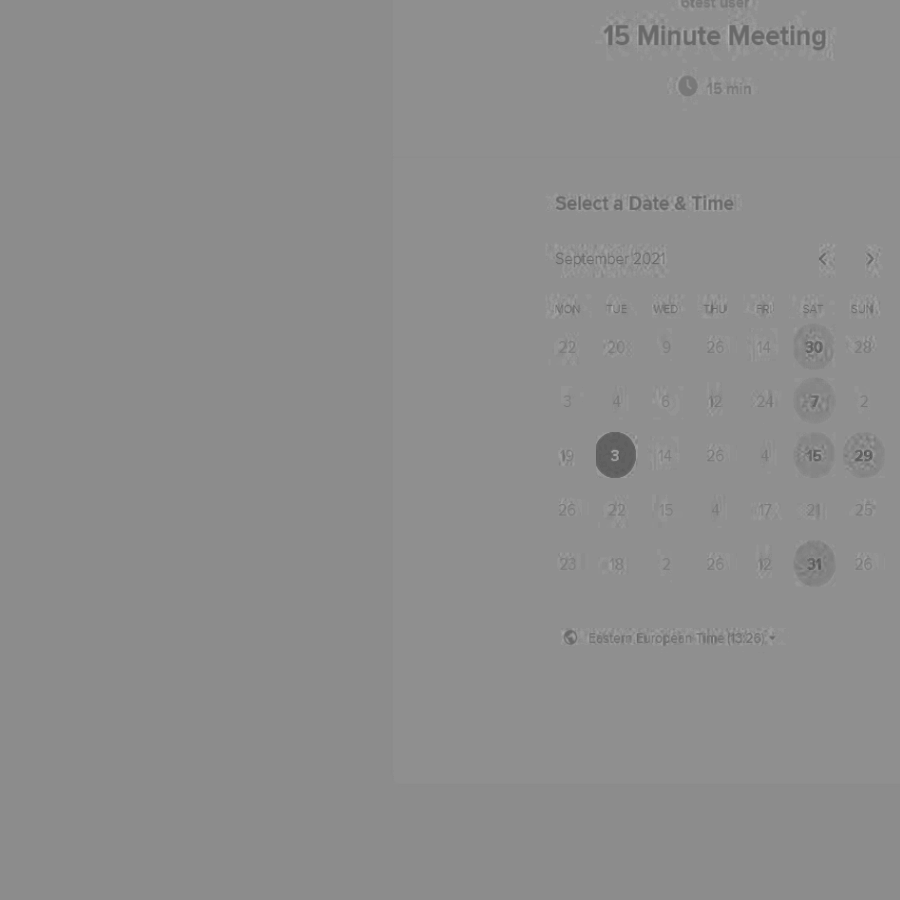 6test user
15 Minute Meeting
15 min
Select a Date & Time
September 2021
MON TUE WED THU FRI SAT SUN
22 20 9 26 14 30 28
3 4 6 12 24 7 2
19 3 14 26 4 15 29
26 22 15 4 17 21 25
23 18 2 26 12 31 26
Eastern European Time (13:26)